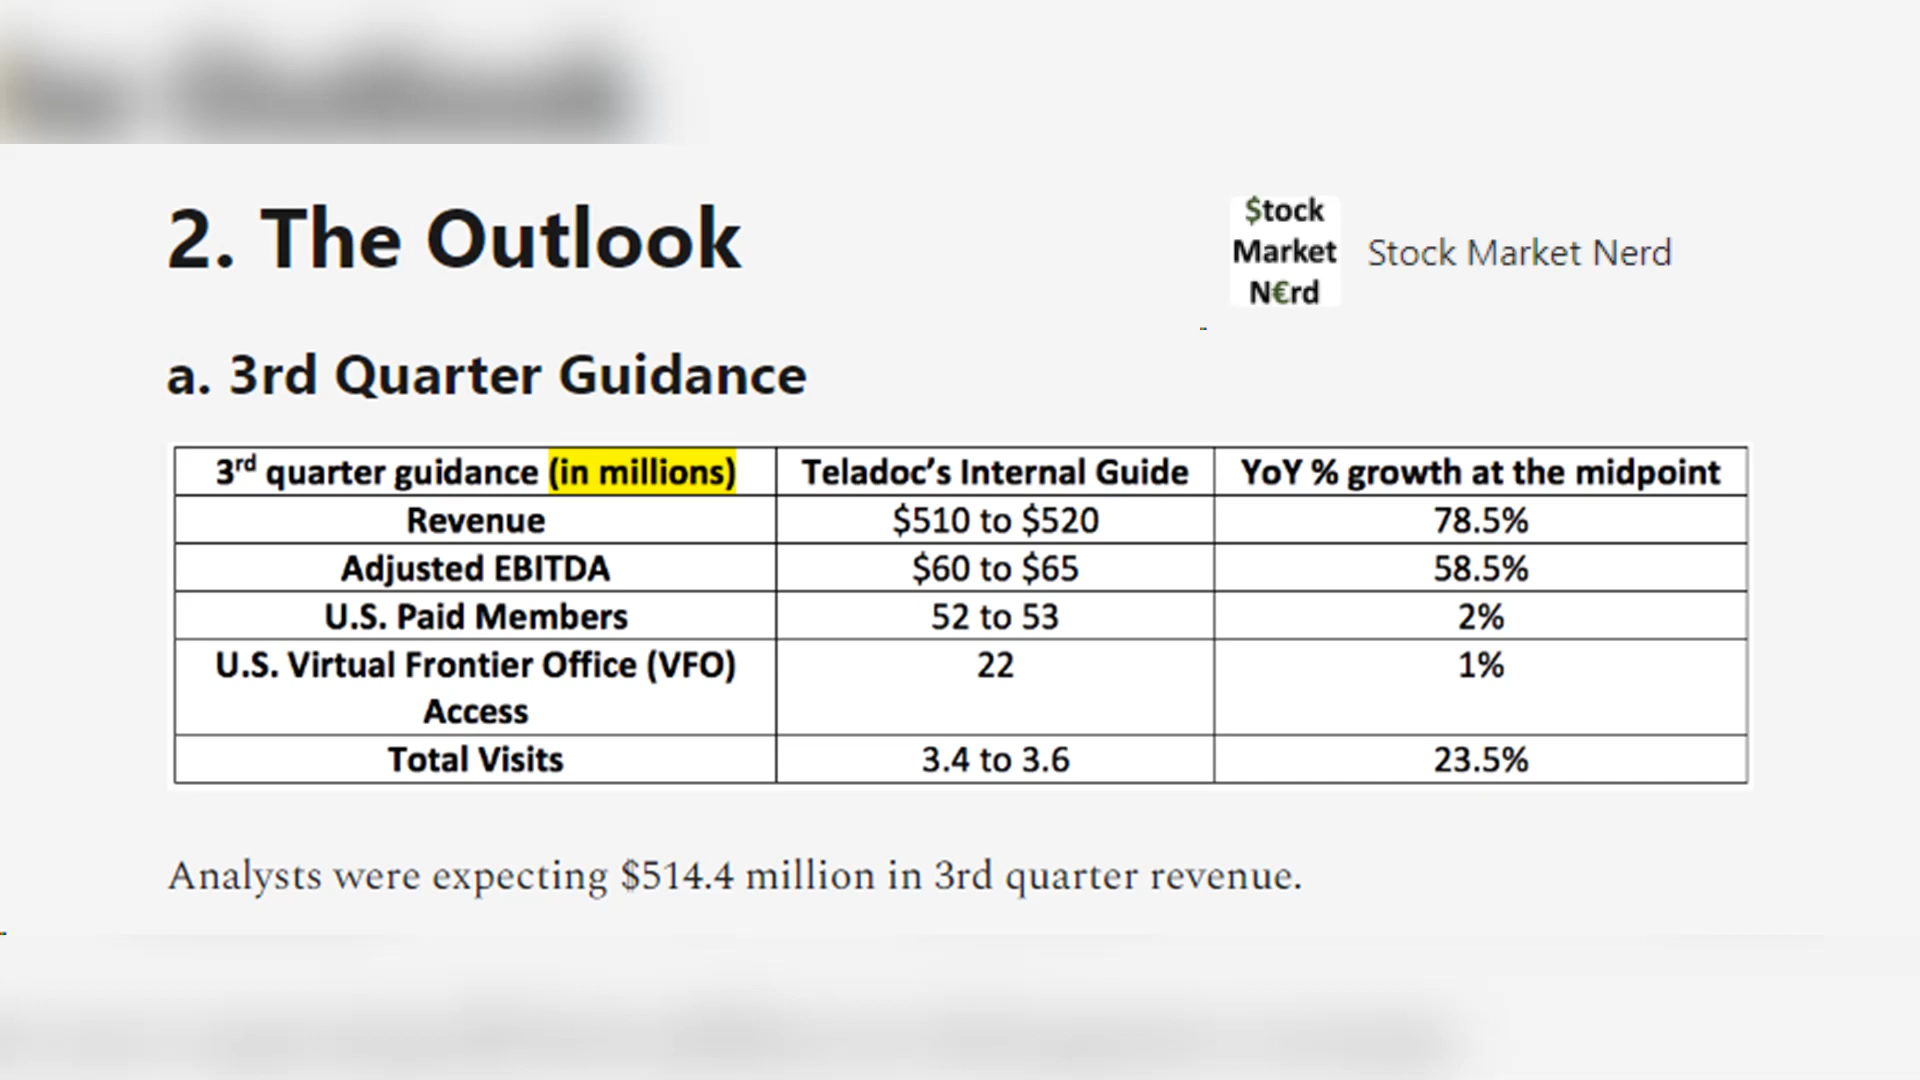 2. The Outlook
$tock
Market
N€rd
Stock Market Nerd
a. 3rd Quarter Guidance
3rd quarter guidance (in millions) Teladoc’s Internal Guide YoY % growth at the midpoint
Revenue $510 to $520 78.5%
Adjusted EBITDA $60 to $65 58.5%
U.S. Paid Members 52 to 53 2%
U.S. Virtual Frontier Office (VFO) 22 1%
Access
Total Visits 3.4 to 3.6 23.5%
Analysts were expecting $514.4 million in 3rd quarter revenue.